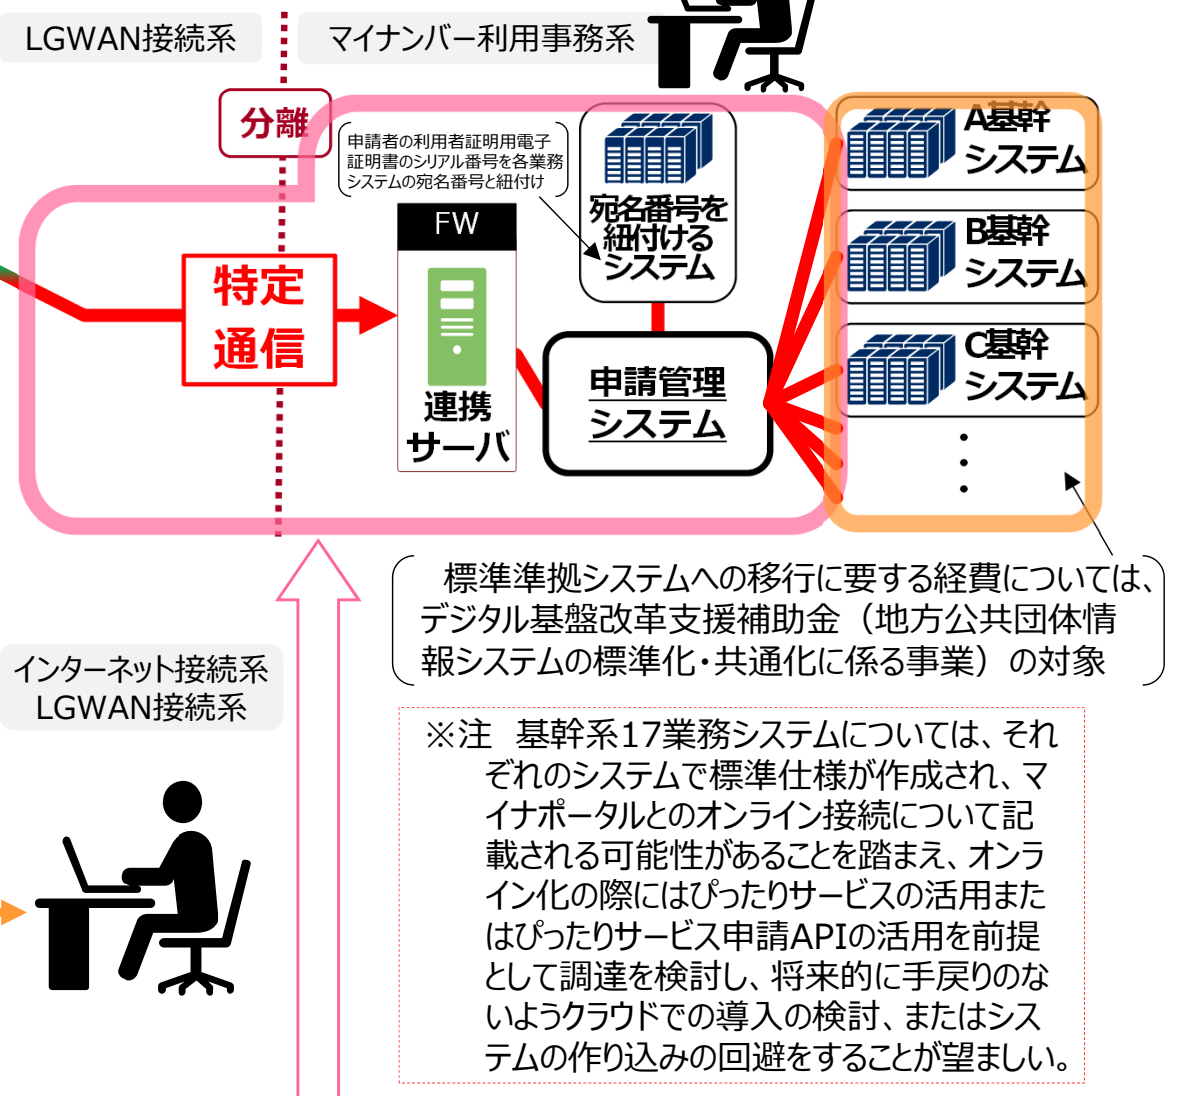 LGWAN接続系
マイナンバー利用事務系
分離
申請者の利用者証明用電子
証明書のシリアル番号を各業務
システムの宛名番号と紐付け
宛名番号を
紐付ける
システム
A基幹
システム
B基幹
システム
C基幹
システム
・
・
・
FW
特定
通信
連携
サーバ
申請管理
システム
標準準拠システムへの移行に要する経費については、
デジタル基盤改革支援補助金（地方公共団体情
報システムの標準化・共通化に係る事業）の対象
インターネット接続系
LGWAN接続系
※注　基幹系17業務システムについては、それ
ぞれのシステムで標準仕様が作成され、マ
イナポータルとのオンライン接続について記
載される可能性があることを踏まえ、オンラ
イン化の際にはぴったりサービスの活用また
はぴったりサービス申請APIの活用を前提
として調達を検討し、将来的に手戻りのな
いようクラウドでの導入の検討、またはシス
テムの作り込みの回避をすることが望ましい。